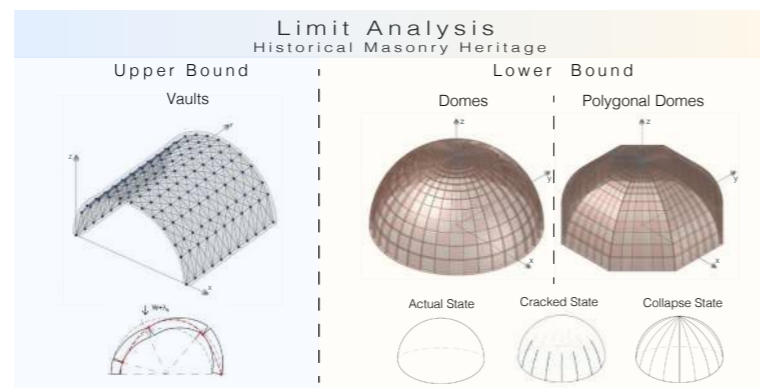 Limit Analysis
Historical Masonry Heritage
Upper Bound
Lower Bound
Vaults
Domes
Polygonal Domes
z
y
x
z
y
x
z
y
x
Actual State
Cracked State
Collapse State